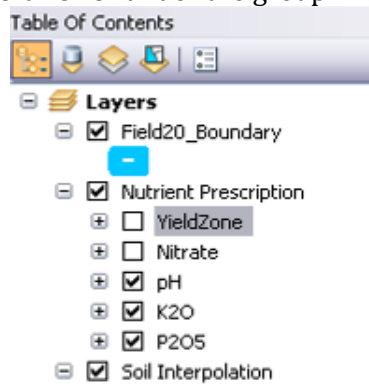 Table Of Contents
Layers
Field20_Boundary
Nutrient Prescription
YieldZone
Nitrate
pH
K2O
P2O5
Soil Interpolation